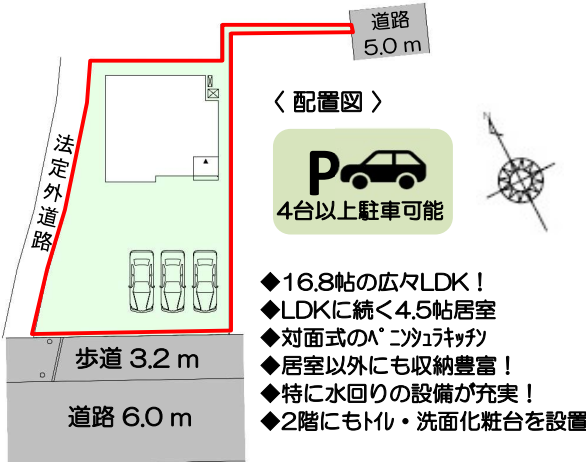 道路
5.0 m
〈 配置図 〉
N
P
4台以上駐車可能
法定外道路
◆16.8帖の広々LDK！
◆LDKに続く4.5帖居室
◆対面式のﾍﾟﾆﾝｼｭﾗｷｯﾁﾝ
◆居室以外にも収納豊富！
◆特に水回りの設備が充実！
◆2階にもﾄｲﾚ・洗面化粧台を設置
歩道 3.2 m
道路 6.0 m